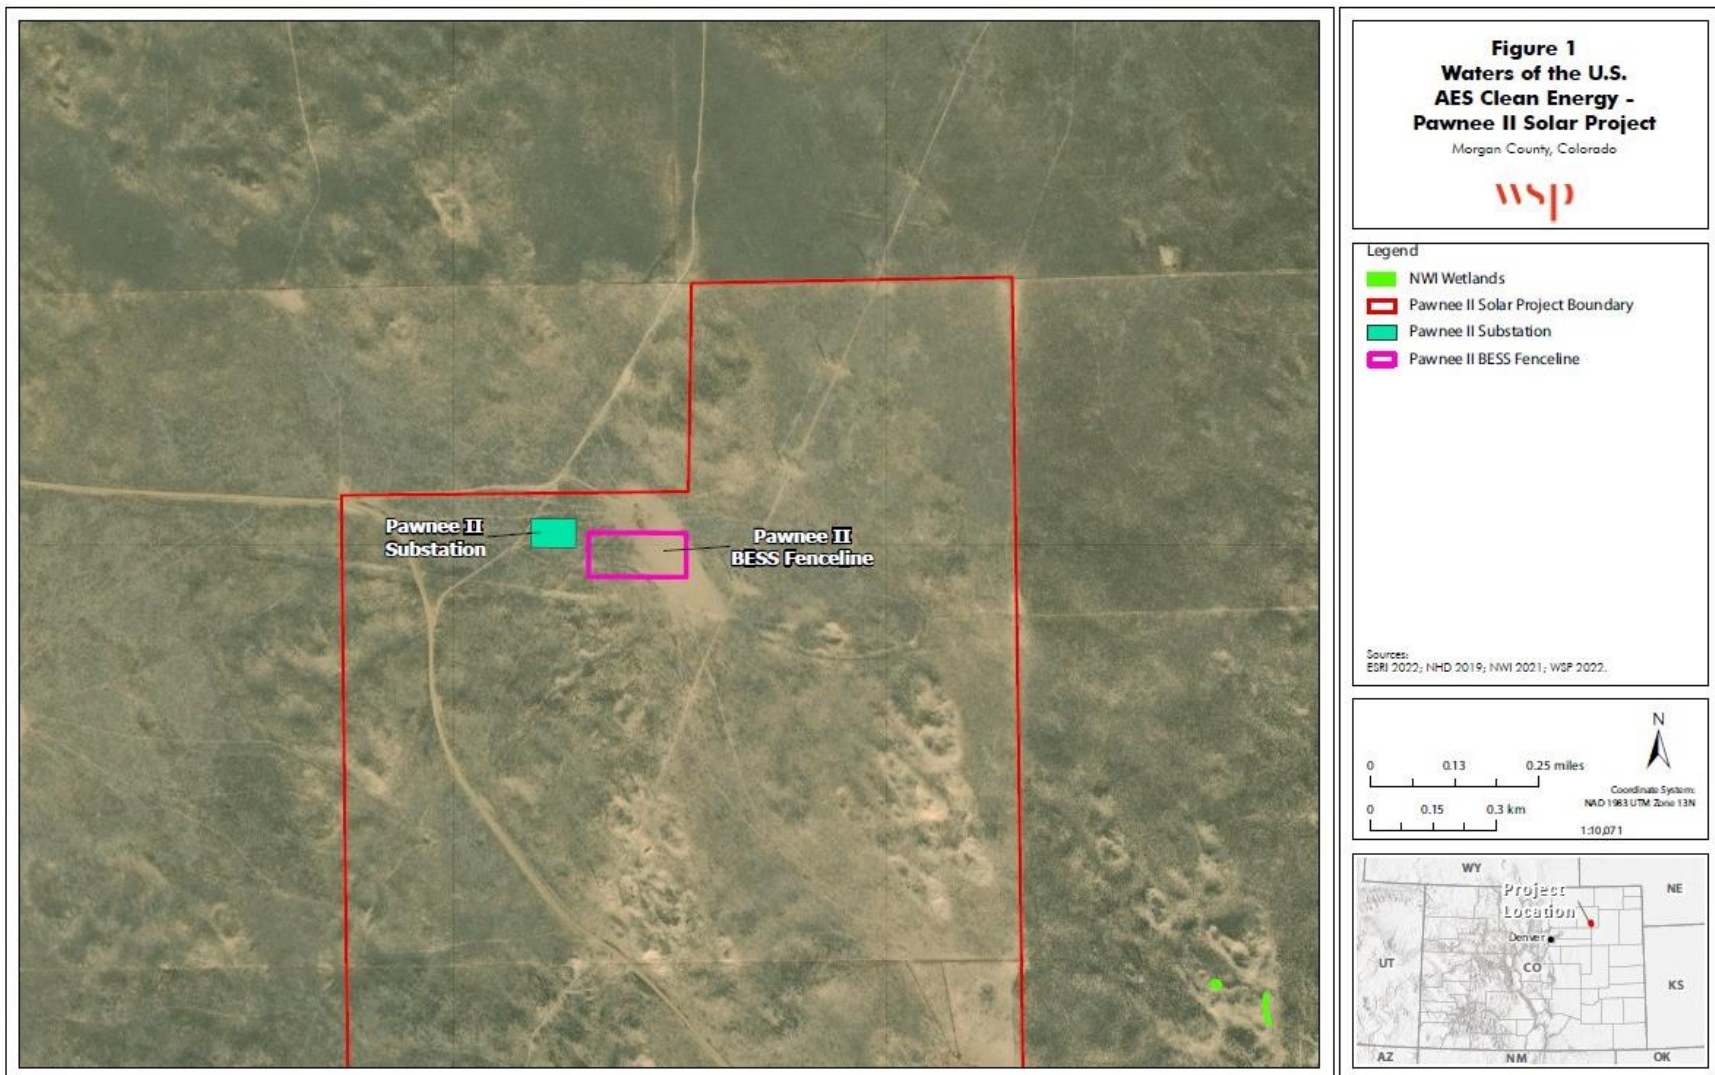 Figure 1
Waters of the U.S.
AES Clean Energy -
Pawnee II Solar Project
Morgan County, Colorado
wsp
Legend
NWI Wetlands
Pawnee II Solar Project Boundary
Pawnee II Substation
Pawnee II BESS Fenceline
Sources:
ESRI 2022; NHD 2019; NWI 2021; WSP 2022.
N
0 0.13 0.25 miles
0 0.15 0.3 km
Coordinate System:
NAD 1983 UTM Zone 13N
1:10,071
WY
NE
Project
Location
Denver
UT
CO
KS
AZ
NM
OK
Pawnee II
Substation
Pawnee II
BESS Fenceline